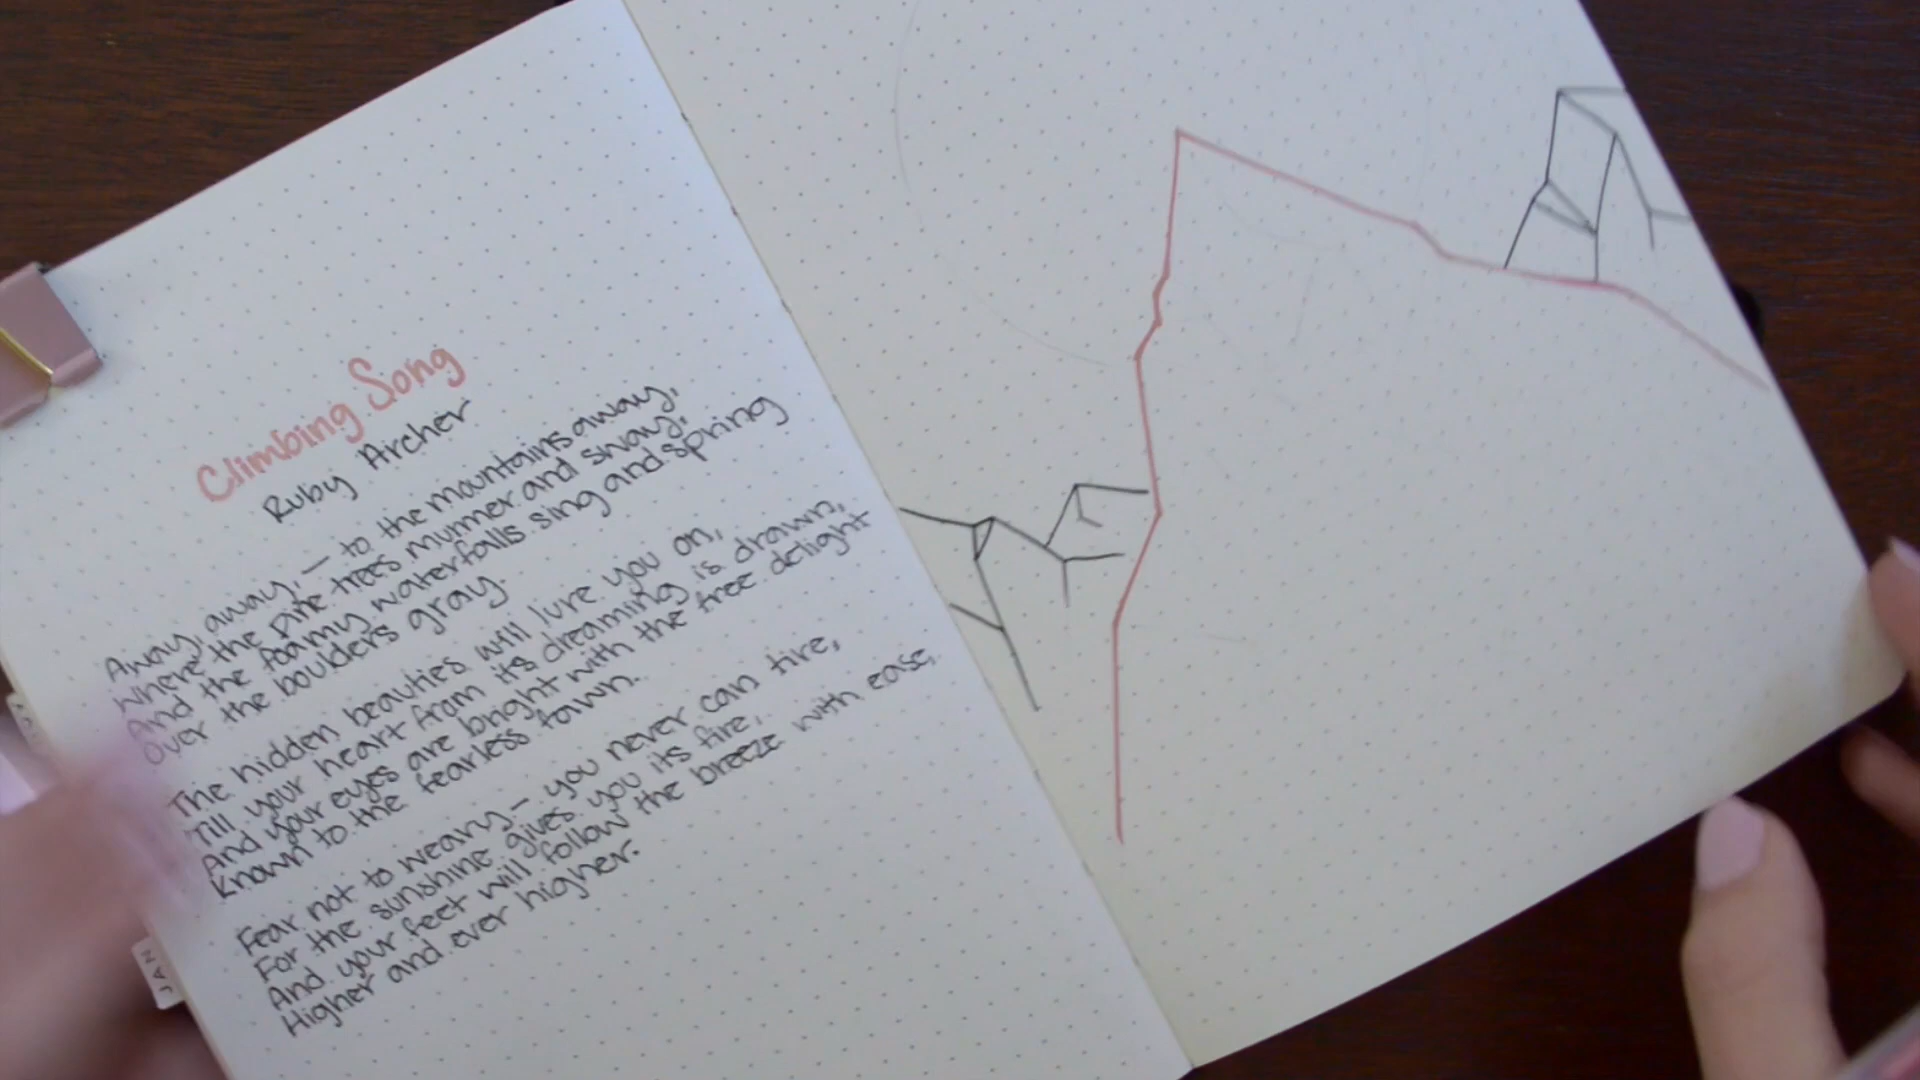 Climbing Song
Ruby Archer
Away, away, – to the mountains away,
Where the pine trees murmer and sway,
And the foamy waterfalls sing and spring
Over the boulders gray.
The hidden beauties will lure you on,
Till your heart from its dreaming is drawn,
And your eyes are bright with the free delight
Known to the fearless fawn.
Fear not to weary – you never can tire,
For the sunshine gives you its fire,
And your feet will follow the breeze with ease,
Higher and ever higher.
JAN